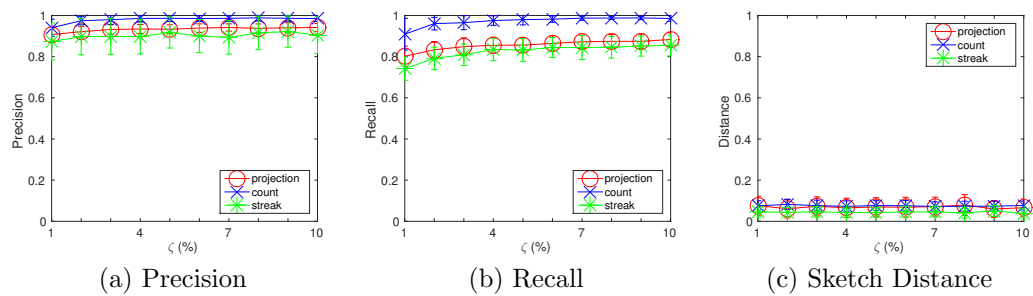 1
0.8
0.6
0.4
0.2
0
Precision
projection
count
streak
1 4 7 10
ζ (%)
(a) Precision
1
0.8
0.6
0.4
0.2
0
Recall
projection
count
streak
1 4 7 10
ζ (%)
(b) Recall
1
0.8
0.6
0.4
0.2
0
Distance
projection
count
streak
1 4 7 10
ζ (%)
(c) Sketch Distance